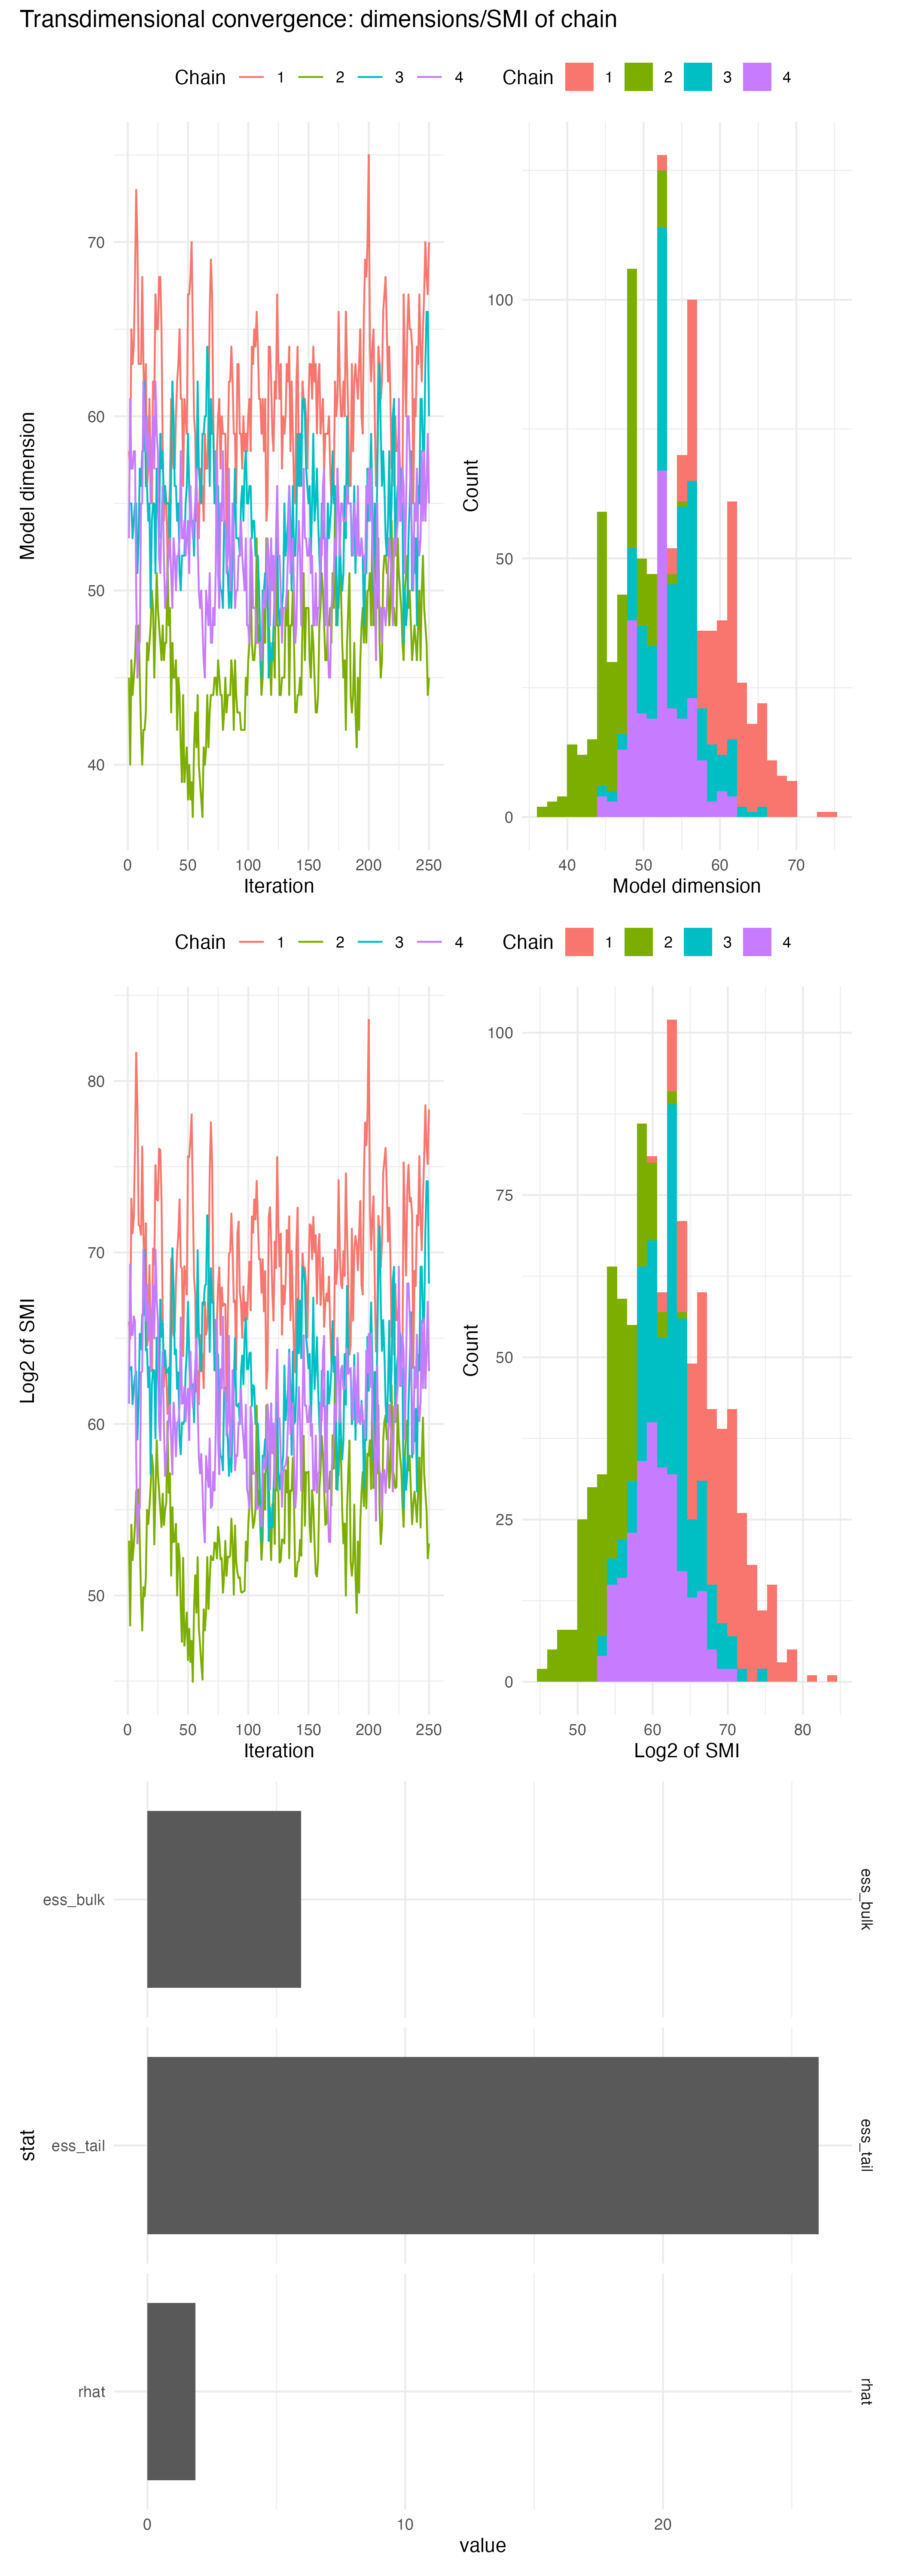 Transdimensional convergence: dimensions/SMI of chain
Chain 1 2 3 4 Chain 1 2 3 4
Model dimension
70
60
50
40
0 50 100 150 200 250
Iteration
Count
100
50
0
40 50 60 70
Model dimension
Chain 1 2 3 4 Chain 1 2 3 4
Log2 of SMI
80
70
60
50
0 50 100 150 200 250
Iteration
Count
100
75
50
25
0
50 60 70 80
Log2 of SMI
stat
ess_bulk
ess_bulk
ess_tail
ess_tail
rhat
rhat
0 10 20
value